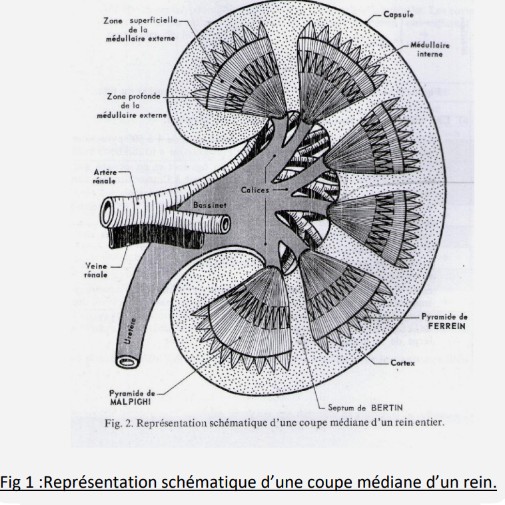 Zone superficielle
de la
médullaire externe
Capsule
Médullaire
interne
Zone profonde
de la
médullaire externe
Artère
rénale
Calices
Bassinet
Veine
rénale
Uretère
Pyramide de
FERREIN
Cortex
Pyramide de
MALPIGHI
Septum de BERTIN
Fig. 2. Représentation schématique d'une coupe médiane d'un rein entier.
Fig 1 :Représentation schématique d'une coupe médiane d'un rein.